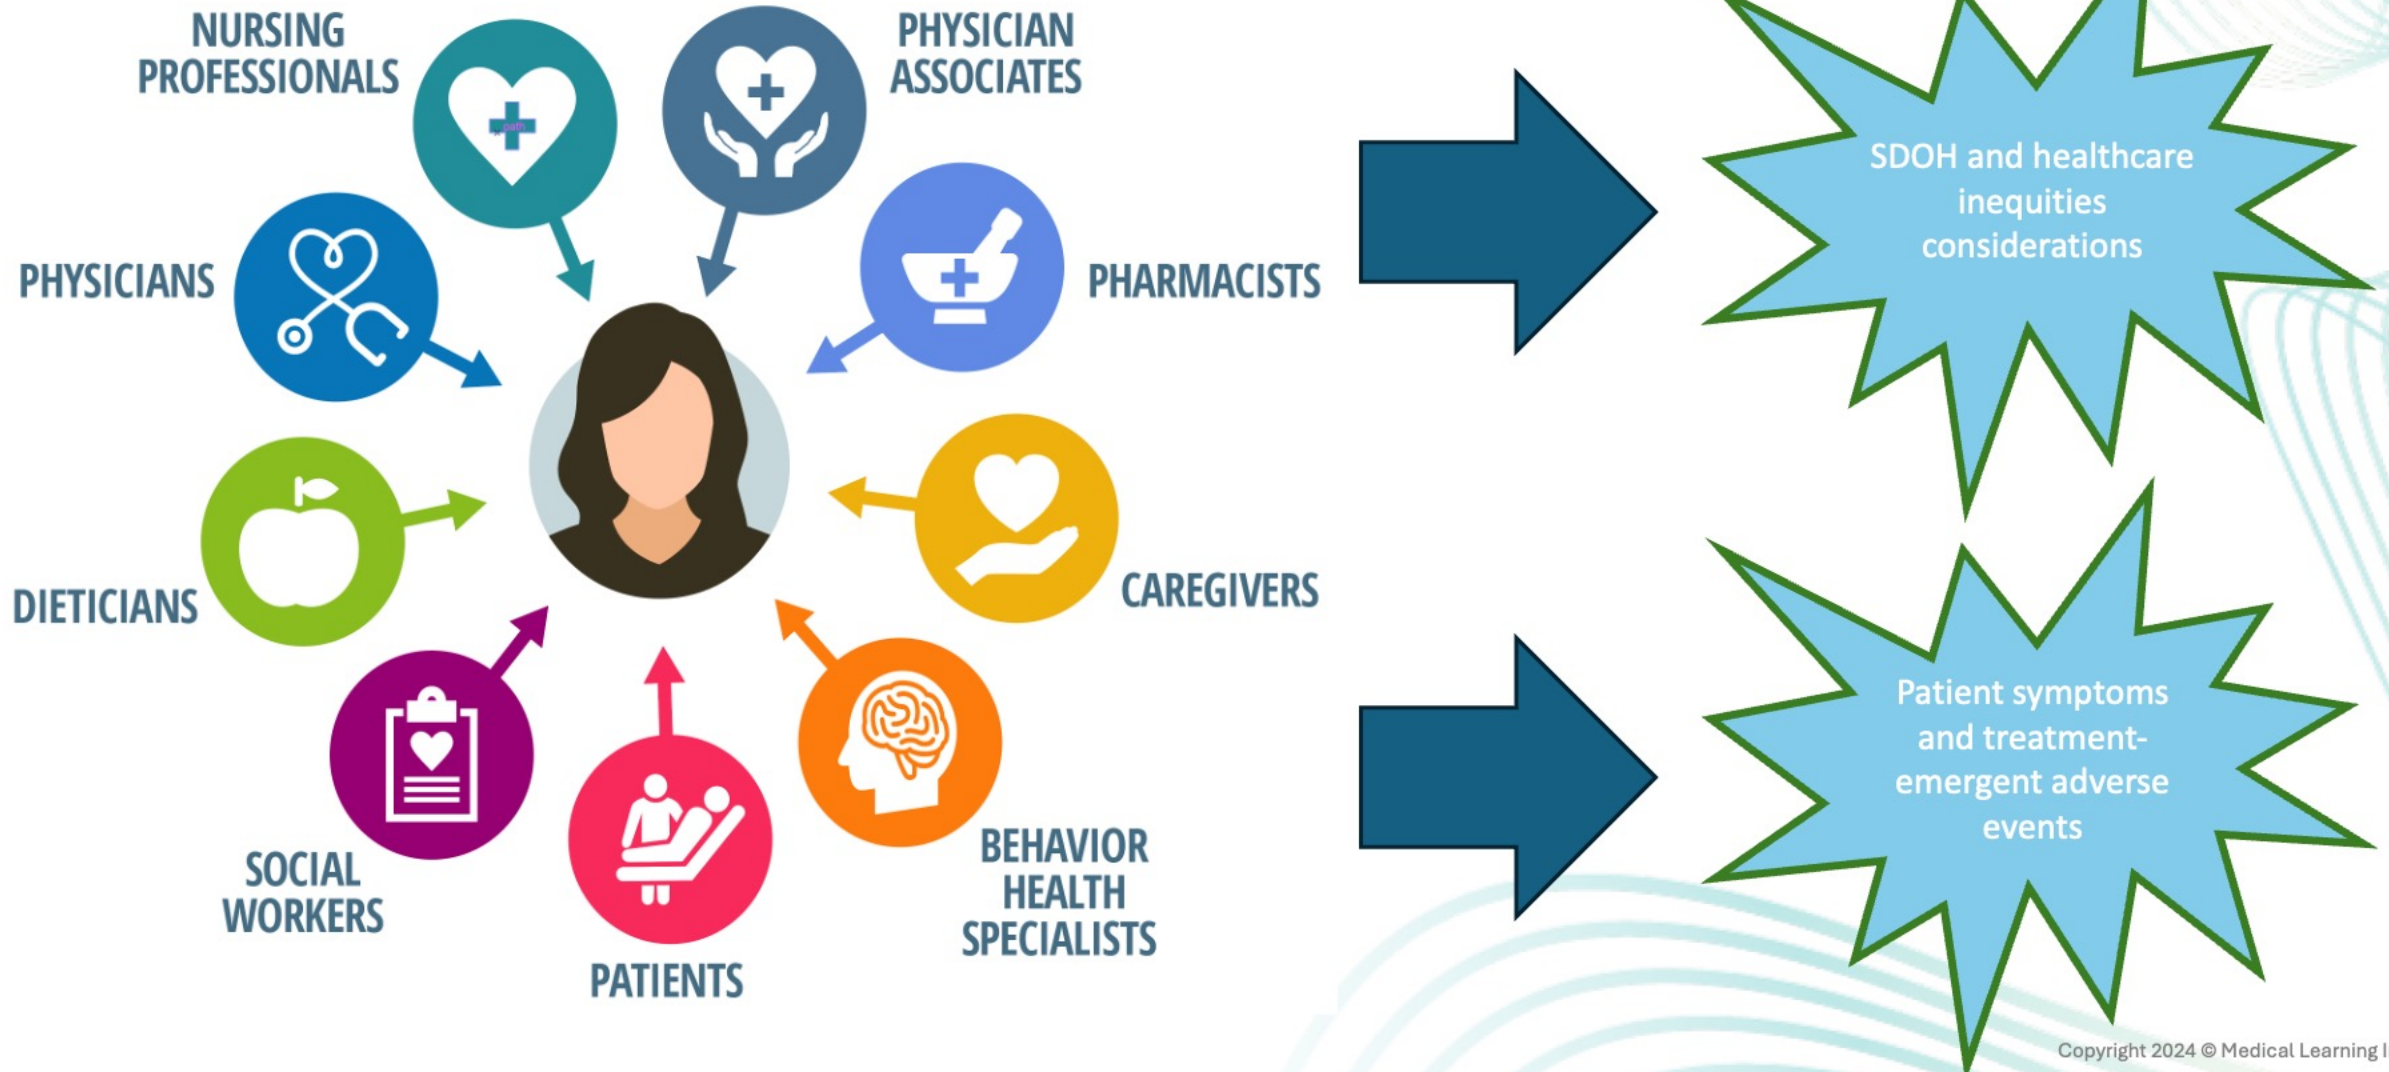 NURSING
PROFESSIONALS
PHYSICIAN
ASSOCIATES
path
PHYSICIANS
PHARMACISTS
DIETICIANS
CAREGIVERS
SOCIAL
WORKERS
PATIENTS
BEHAVIOR
HEALTH
SPECIALISTS
SDOH and healthcare
inequities
considerations
Patient symptoms
and treatment-
emergent adverse
events
Copyright 2024 © Medical Learning I